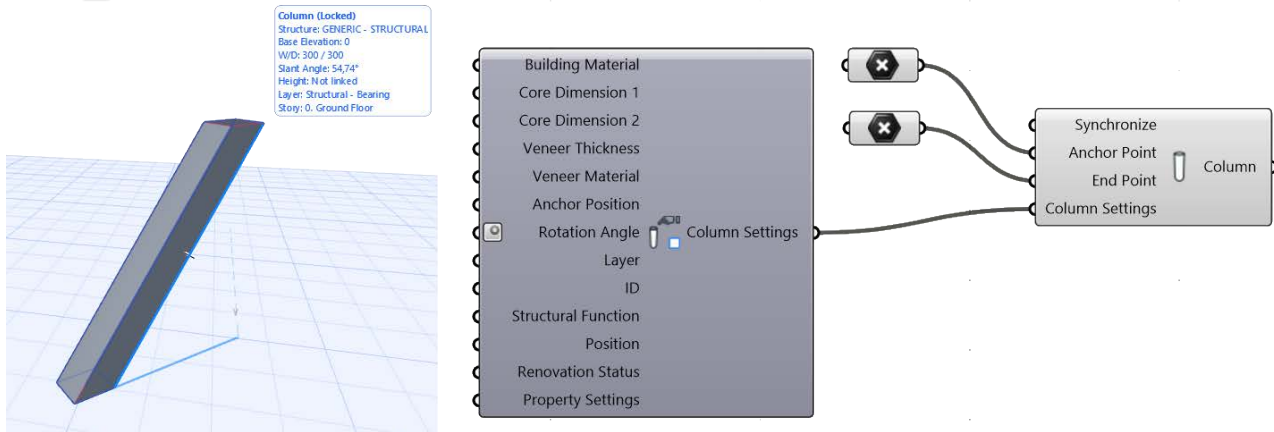 Column (Locked)
Structure: GENERIC - STRUCTURAL
Base Elevation: 0
W/D: 300 / 300
Slant Angle: 54,74°
Height: Not linked
Layer: Structural - Bearing
Story: 0. Ground Floor
Building Material
Core Dimension 1
Core Dimension 2
Veneer Thickness
Veneer Material
Anchor Position
Rotation Angle
Layer
ID
Structural Function
Position
Renovation Status
Property Settings
Column Settings
Synchronize
Anchor Point
End Point
Column Settings
Column